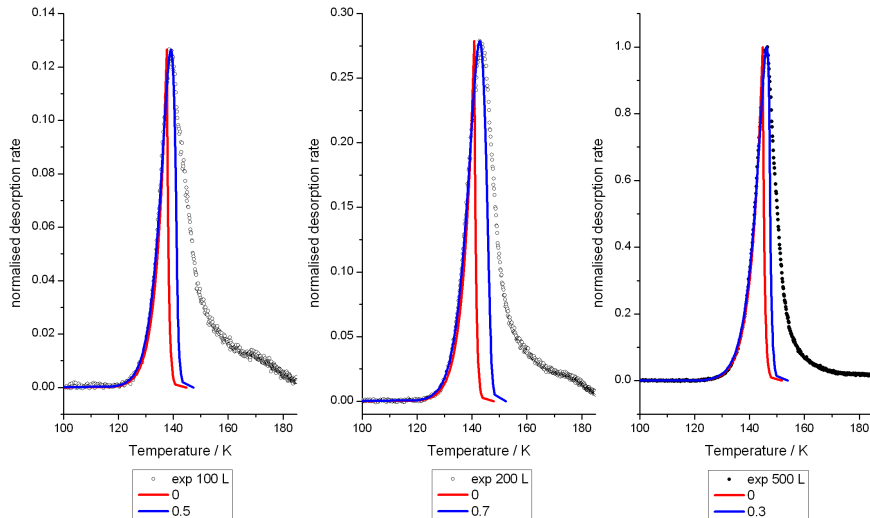 0.14
0.12
0.10
0.08
0.06
0.04
0.02
0.00
normalised desorption rate
100 120 140 160 180
Temperature / K
exp 100 L
0
0.5
0.30
0.25
0.20
0.15
0.10
0.05
0.00
normalised desorption rate
100 120 140 160 180
Temperature / K
exp 200 L
0
0.7
1.0
0.8
0.6
0.4
0.2
0.0
normalised desorption rate
100 120 140 160 180
Temperature / K
exp 500 L
0
0.3